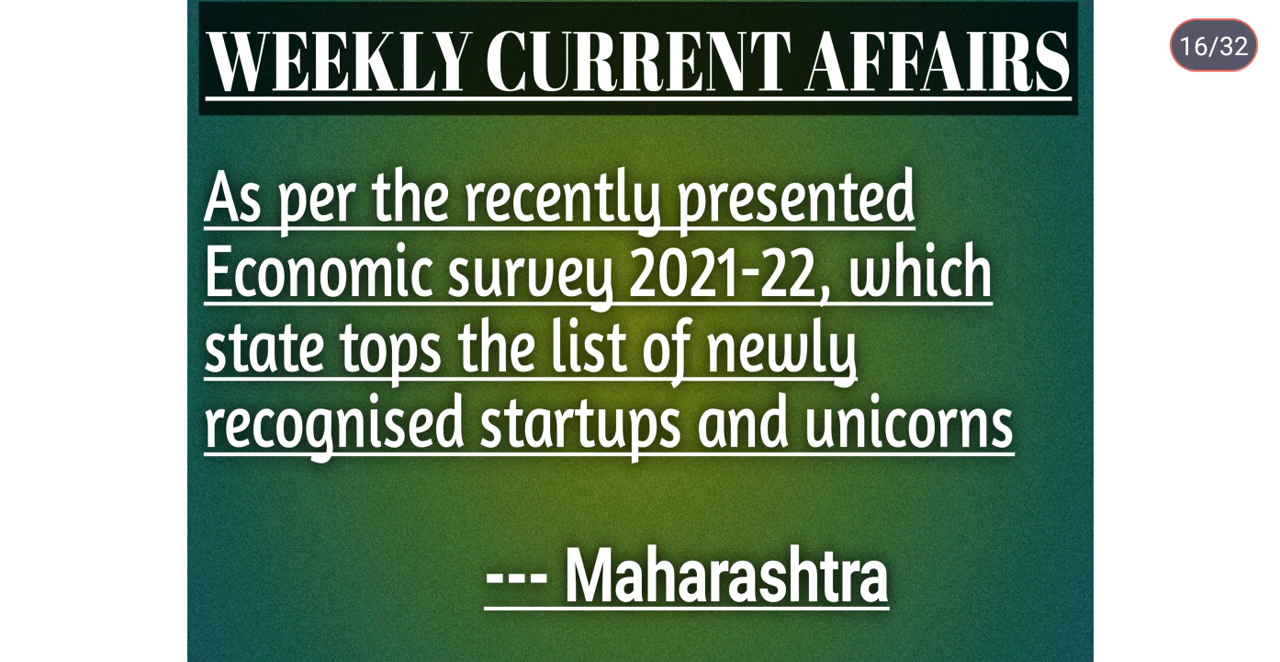 WEEKLY CURRENT AFFAIRS
16/32
As per the recently presented
Economic survey 2021-22, which
state tops the list of newly
recognised startups and unicorns
--- Maharashtra